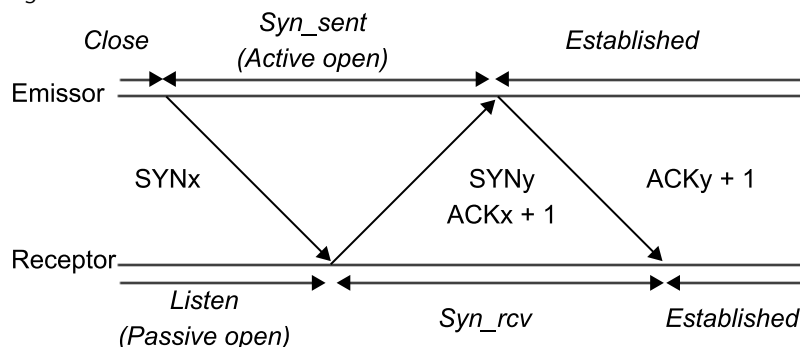 Close
Syn_sent
(Active open)
Established
Emissor
SYNx
SYNy
ACKx + 1
ACKy + 1
Receptor
Listen
(Passive open)
Syn_rcv
Established